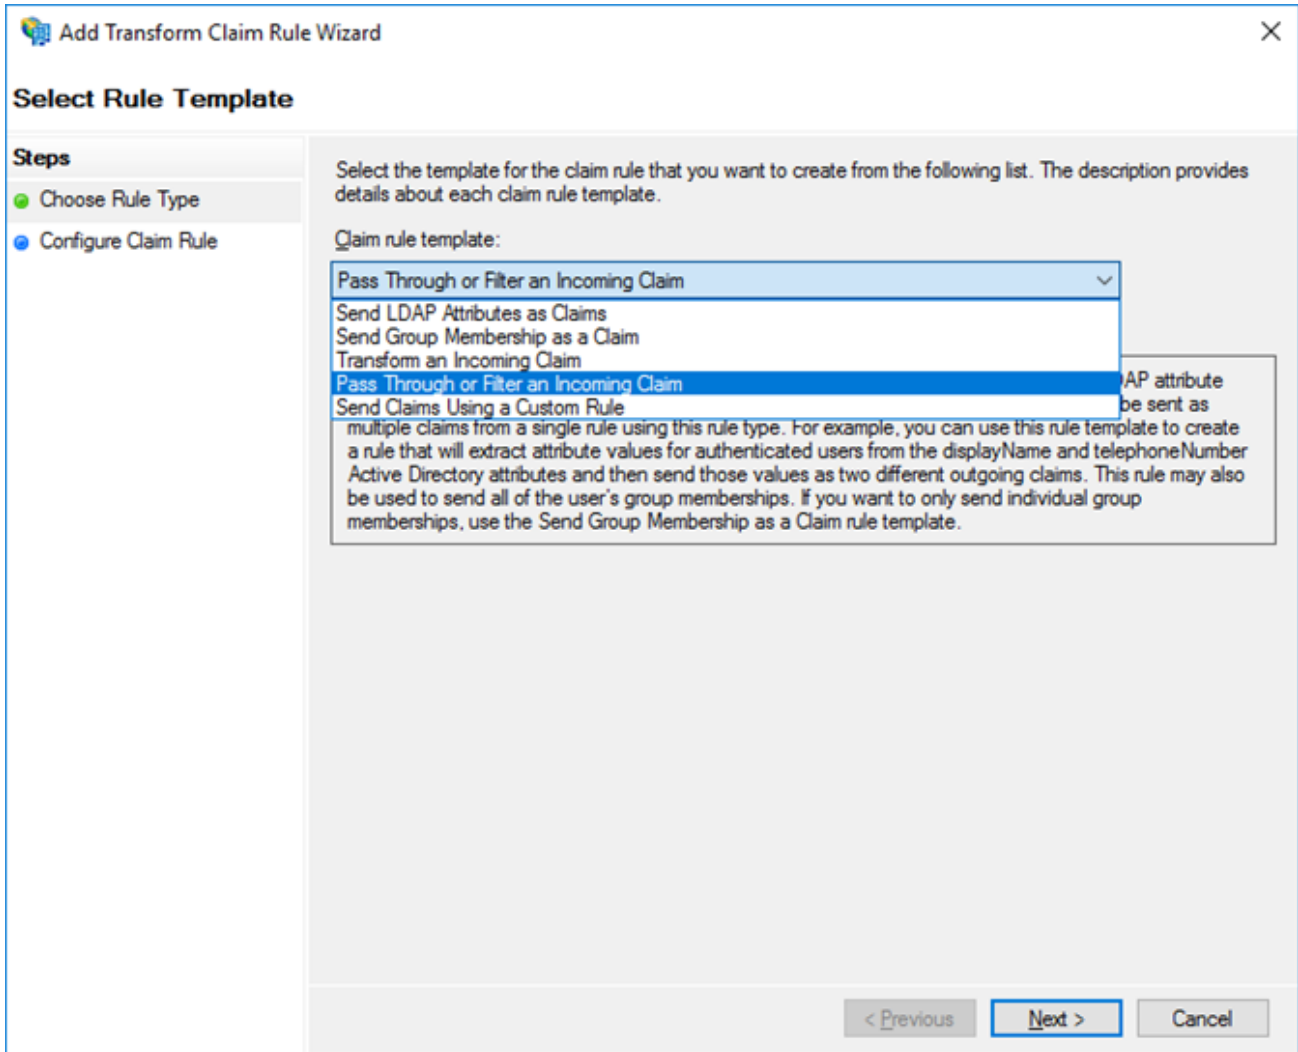 Add Transform Claim Rule Wizard
Select Rule Template
Steps
Choose Rule Type
Configure Claim Rule
Select the template for the claim rule that you want to create from the following list. The description provides
details about each claim rule template.
Claim rule template:
Pass Through or Filter an Incoming Claim
Send LDAP Attributes as Claims
Send Group Membership as a Claim
Transform an Incoming Claim
Pass Through or Filter an Incoming Claim
Send Claims Using a Custom Rule
AP attribute
be sent as
multiple claims from a single rule using this rule type. For example, you can use this rule template to create
a rule that will extract attribute values for authenticated users from the displayName and telephoneNumber
Active Directory attributes and then send those values as two different outgoing claims. This rule may also
be used to send all of the user's group memberships. If you want to only send individual group
memberships, use the Send Group Membership as a Claim rule template.
< Previous
Next >
Cancel